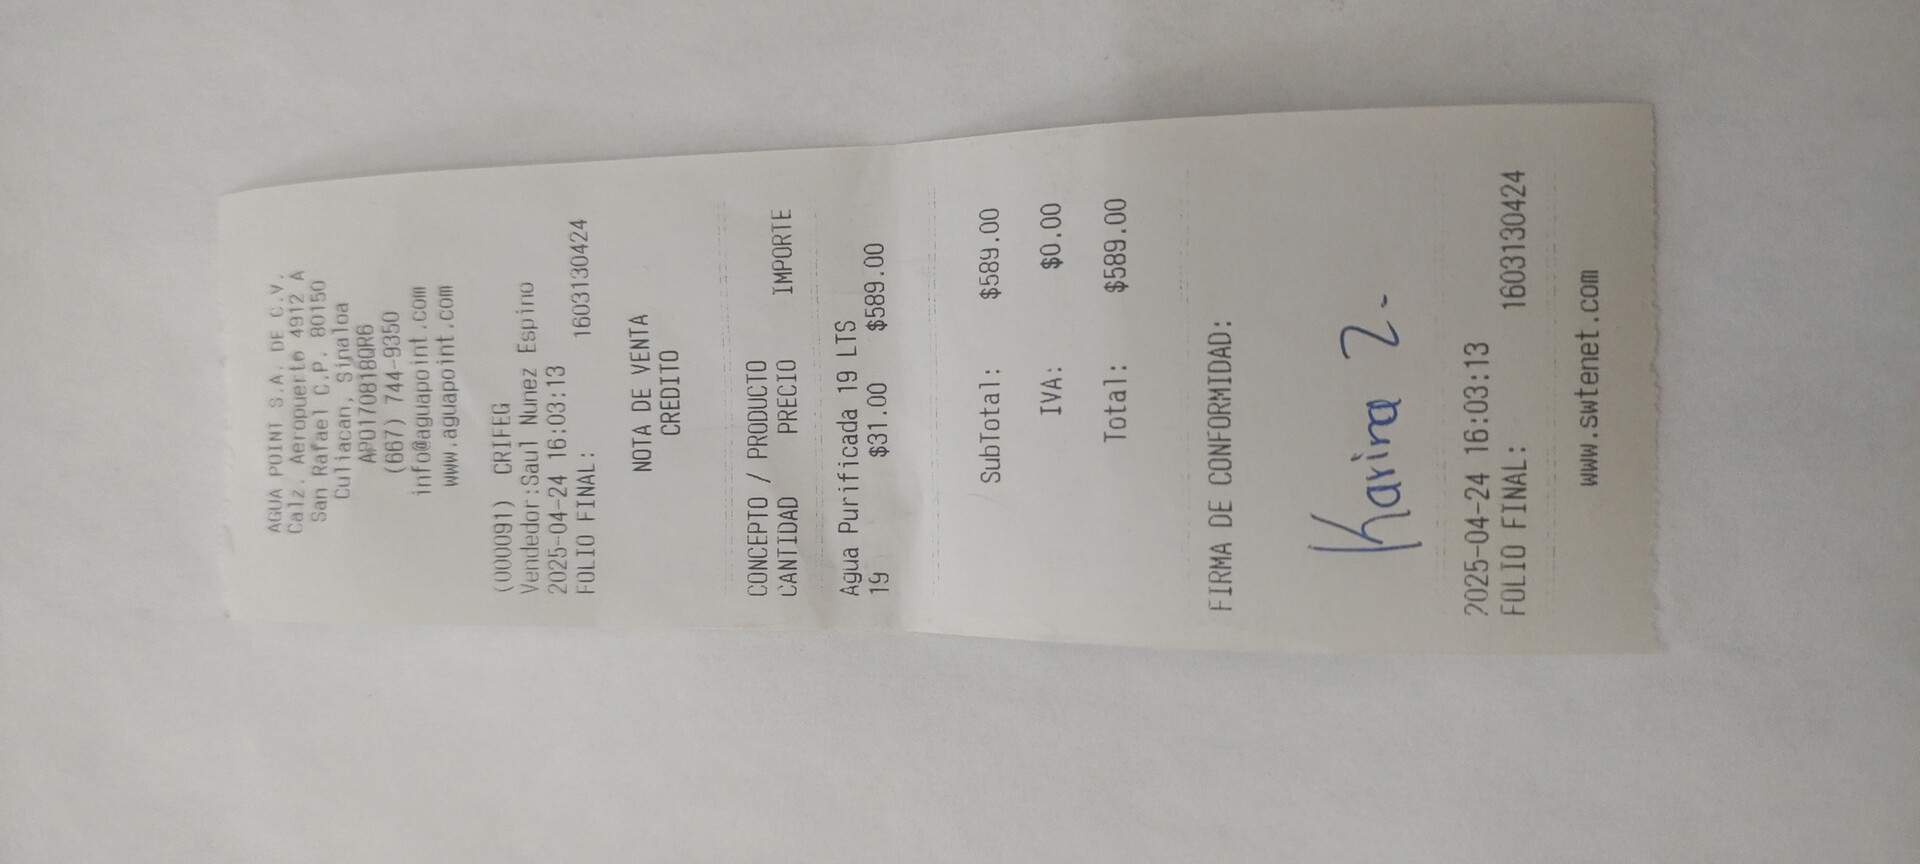 AGUA POINT S.A. DE C.V.
Calz. Aeropuerto 4912 A
San Rafael C.P. 80150
Culiacan, Sinaloa
APO170818QR6
(667) 744-9350
info@aguapoint.com
www.aguapoint.com
(000091) CRIFEG
Vendedor:Saul Nunez Espino
2025-04-24 16:03:13
FOLIO FINAL: 1603130424
NOTA DE VENTA
CREDITO
CONCEPTO / PRODUCTO
CANTIDAD PRECIO IMPORTE
Agua Purificada 19 LTS
19 $31.00 $589.00
SubTotal: $589.00
IVA: $0.00
Total: $589.00
FIRMA DE CONFORMIDAD:
Karina Z.
2025-04-24 16:03:13
FOLIO FINAL: 1603130424
www.swtenet.com